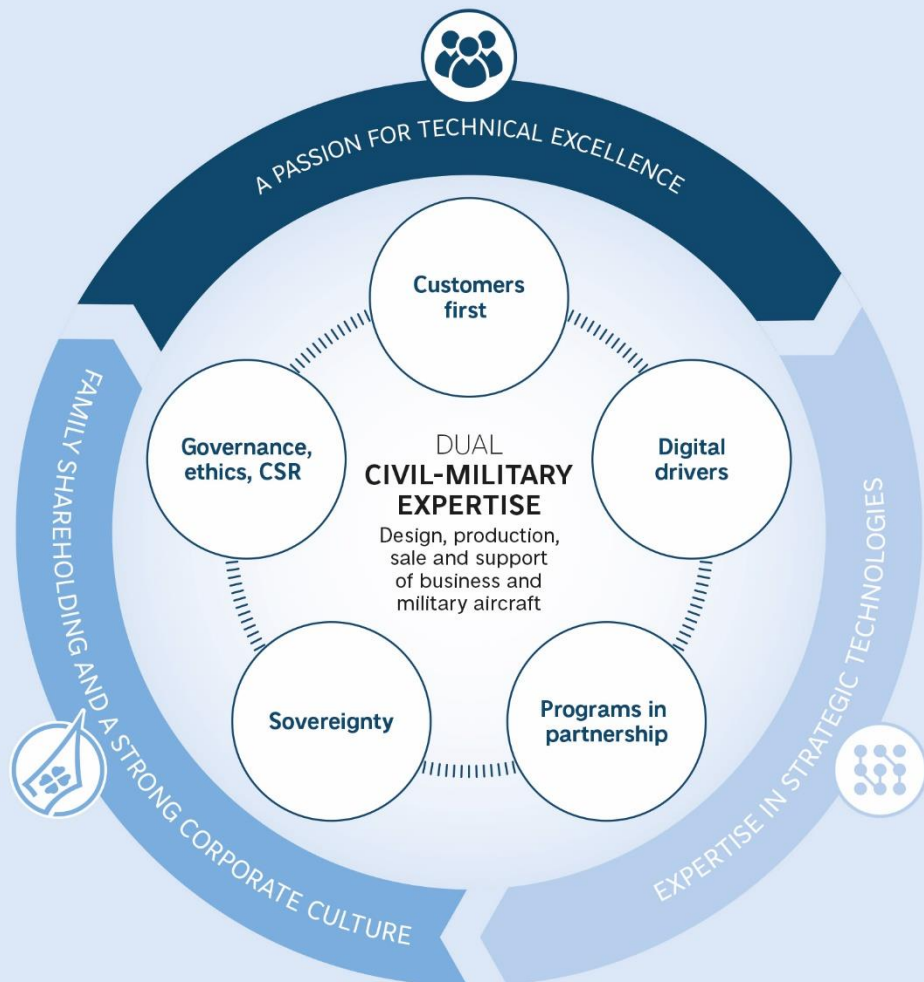 A PASSION FOR TECHNICAL EXCELLENCE
Customers
first
Governance,
ethics, CSR
DUAL
CIVIL-MILITARY
EXPERTISE
Design, production,
sale and support
of business and
military aircraft
Digital
drivers
Sovereignty
Programs in
partnership
FAMILY SHAREHOLDING AND A STRONG CORPORATE CULTURE
EXPERTISE IN STRATEGIC TECHNOLOGIES